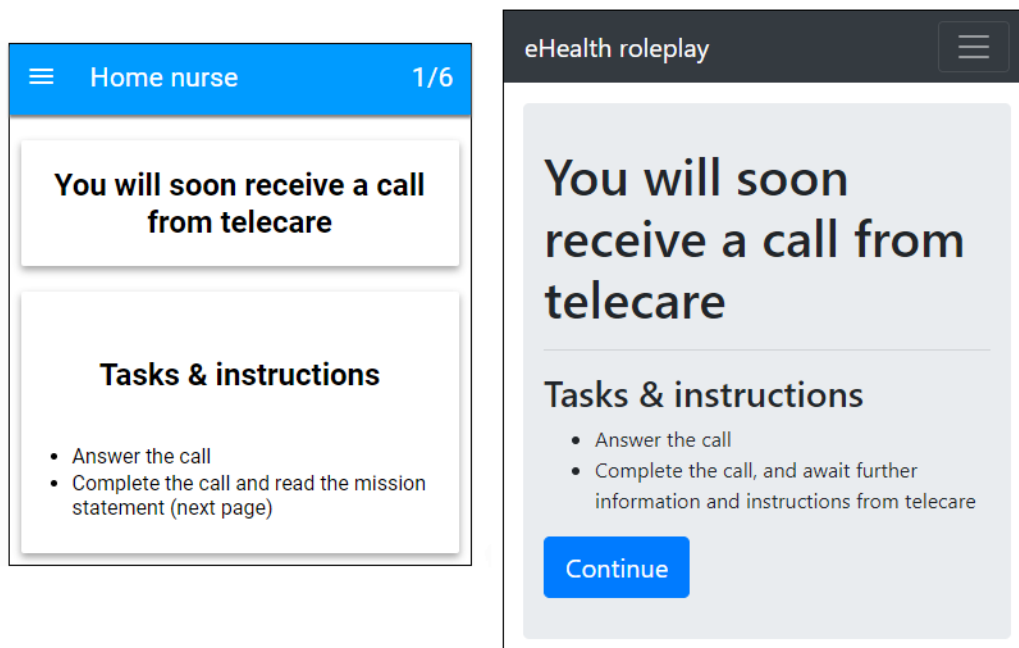 Home nurse 1/6
You will soon receive a call
from telecare
Tasks & instructions
Answer the call
Complete the call and read the mission
statement (next page)
eHealth roleplay
You will soon
receive a call from
telecare
Tasks & instructions
Answer the call
Complete the call, and await further
information and instructions from telecare
Continue